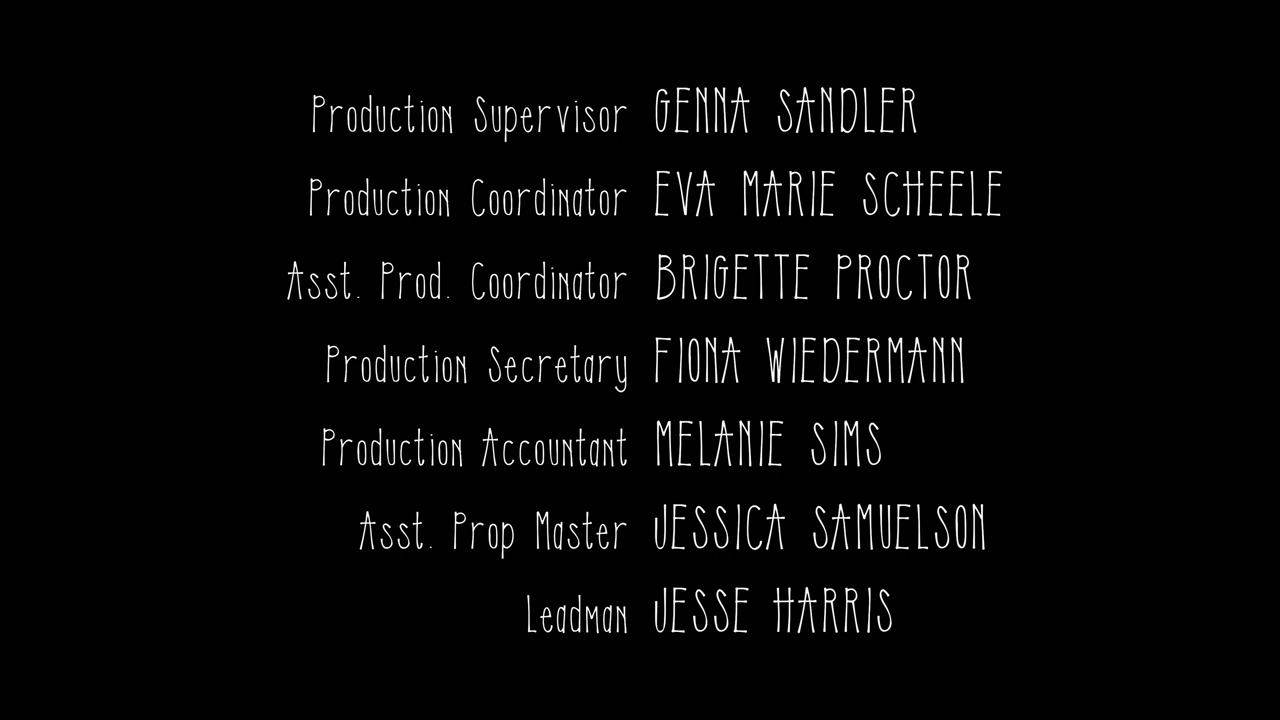 Production Supervisor GENNA SANDLER
Production Coordinator EVA MARIE SCHEELE
Asst. Prod. Coordinator BRIGETTE PROCTOR
Production Secretary FIONA WIEDERMANN
Production Accountant MELANIE SIMS
Asst. Prop Master JESSICA SAMUELSON
Leadman JESSE HARRIS